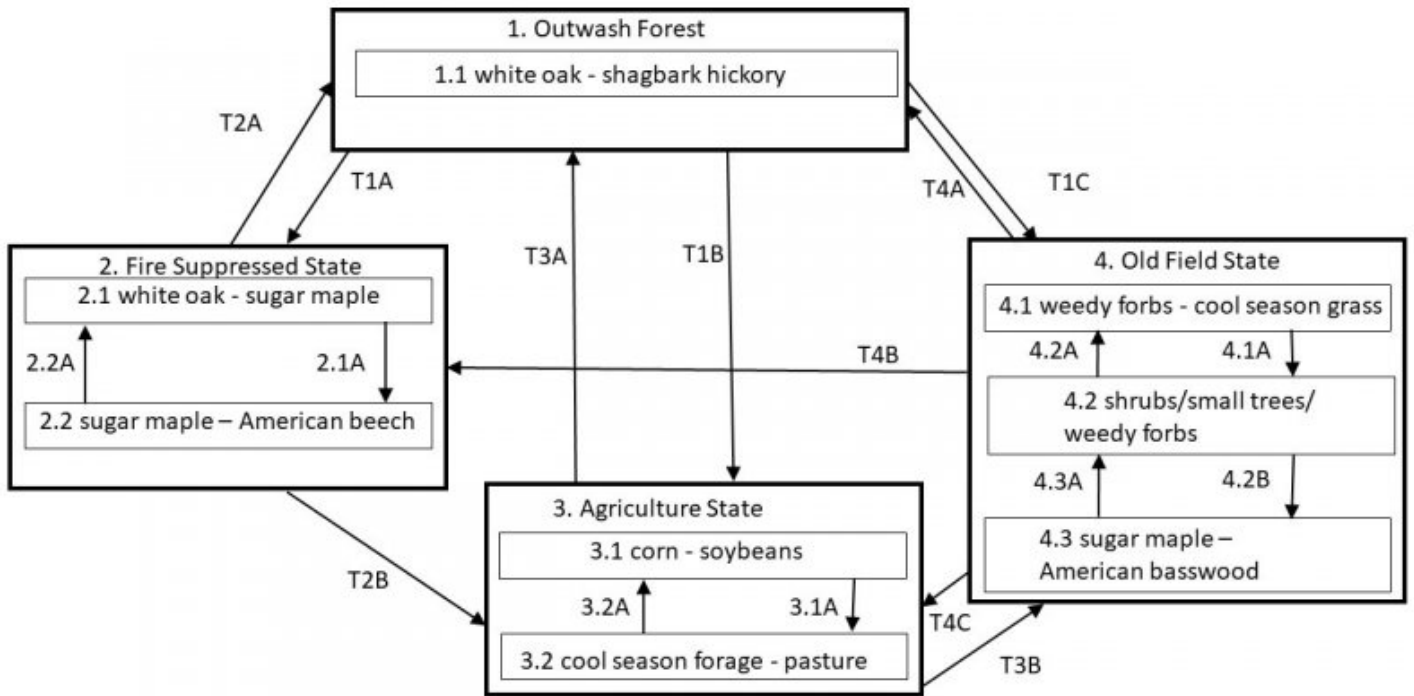 1. Outwash Forest
1.1 white oak - shagbark hickory
T2A
T1A
T3A
T1B
T4A
T1C
2. Fire Suppressed State
2.1 white oak - sugar maple
2.2A
2.1A
2.2 sugar maple – American beech
T4B
4. Old Field State
4.1 weedy forbs - cool season grass
4.2A
4.1A
4.2 shrubs/small trees/
weedy forbs
4.3A
4.2B
4.3 sugar maple –
American basswood
T2B
3. Agriculture State
3.1 corn - soybeans
3.2A
3.1A
3.2 cool season forage - pasture
T4C
T3B